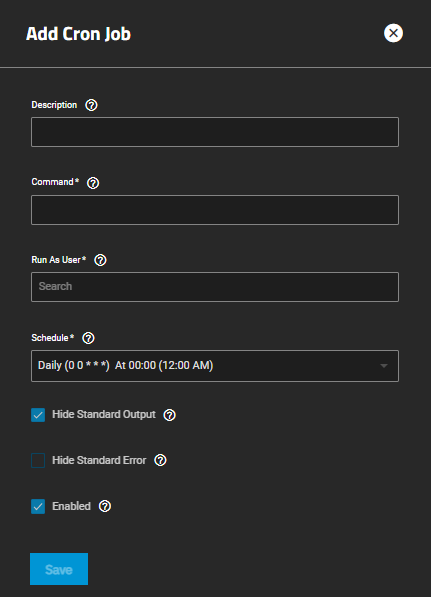 Add Cron Job
Description
Command*
Run As User*
Search
Schedule*
Daily (0 0 * * *) At 00:00 (12:00 AM)
Hide Standard Output
Hide Standard Error
Enabled
Save